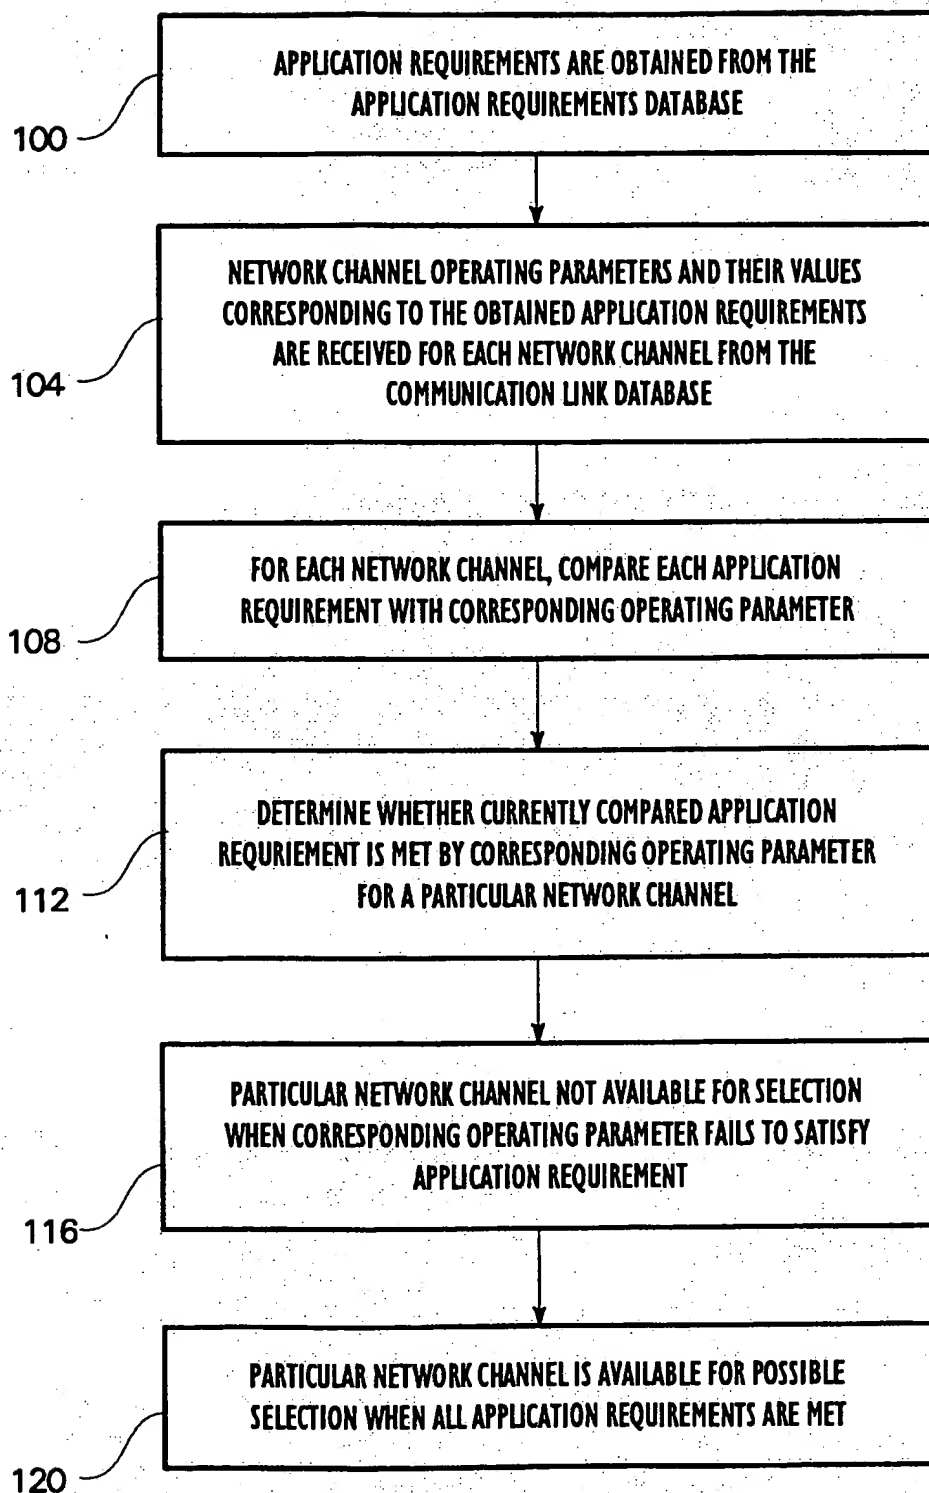 APPLICATION REQUIREMENTS ARE OBTAINED FROM THE
APPLICATION REQUIREMENTS DATABASE
100
NETWORK CHANNEL OPERATING PARAMETERS AND THEIR VALUES
CORRESPONDING TO THE OBTAINED APPLICATION REQUIREMENTS
ARE RECEIVED FOR EACH NETWORK CHANNEL FROM THE
COMMUNICATION LINK DATABASE
104
FOR EACH NETWORK CHANNEL, COMPARE EACH APPLICATION
REQUIREMENT WITH CORRESPONDING OPERATING PARAMETER
108
DETERMINE WHETHER CURRENTLY COMPARED APPLICATION
REQURIEMENT IS MET BY CORRESPONDING OPERATING PARAMETER
FOR A PARTICULAR NETWORK CHANNEL
112
PARTICULAR NETWORK CHANNEL NOT AVAILABLE FOR SELECTION
WHEN CORRESPONDING OPERATING PARAMETER FAILS TO SATISFY
APPLICATION REQUIREMENT
116
PARTICULAR NETWORK CHANNEL IS AVAILABLE FOR POSSIBLE
SELECTION WHEN ALL APPLICATION REQUIREMENTS ARE MET
120